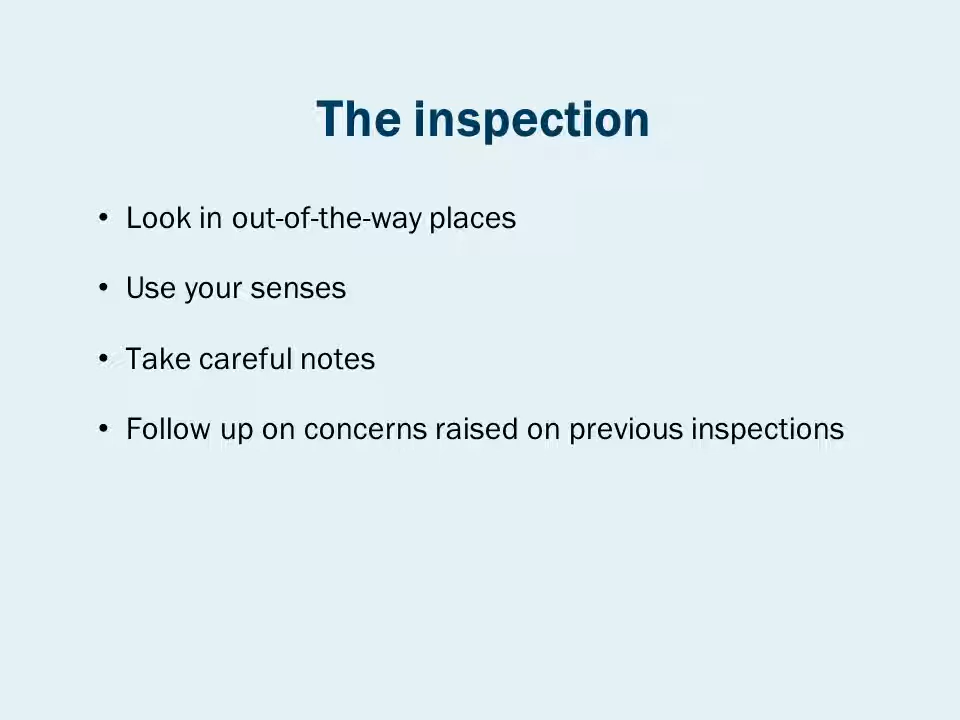 The inspection
• Look in out-of-the-way places
• Use your senses
• Take careful notes
• Follow up on concerns raised on previous inspections